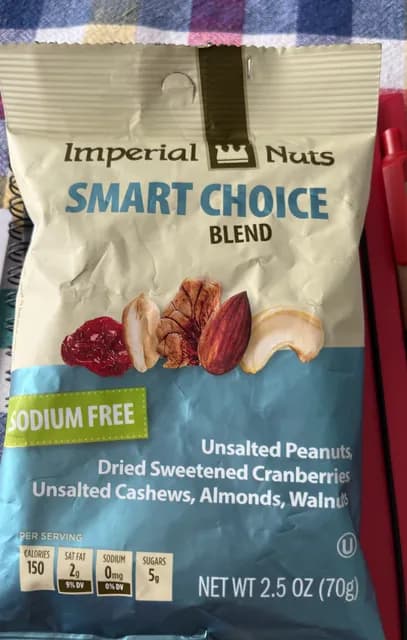 Imperial Nuts
SMART CHOICE
BLEND
SODIUM FREE
Unsalted Peanuts,
Dried Sweetened Cranberries
Unsalted Cashews, Almonds, Walnuts
PER SERVING
CALORIES
150
SAT FAT
2g
9% DV
SODIUM
0mg
0% DV
SUGARS
5g
U
NET WT 2.5 OZ (70g)